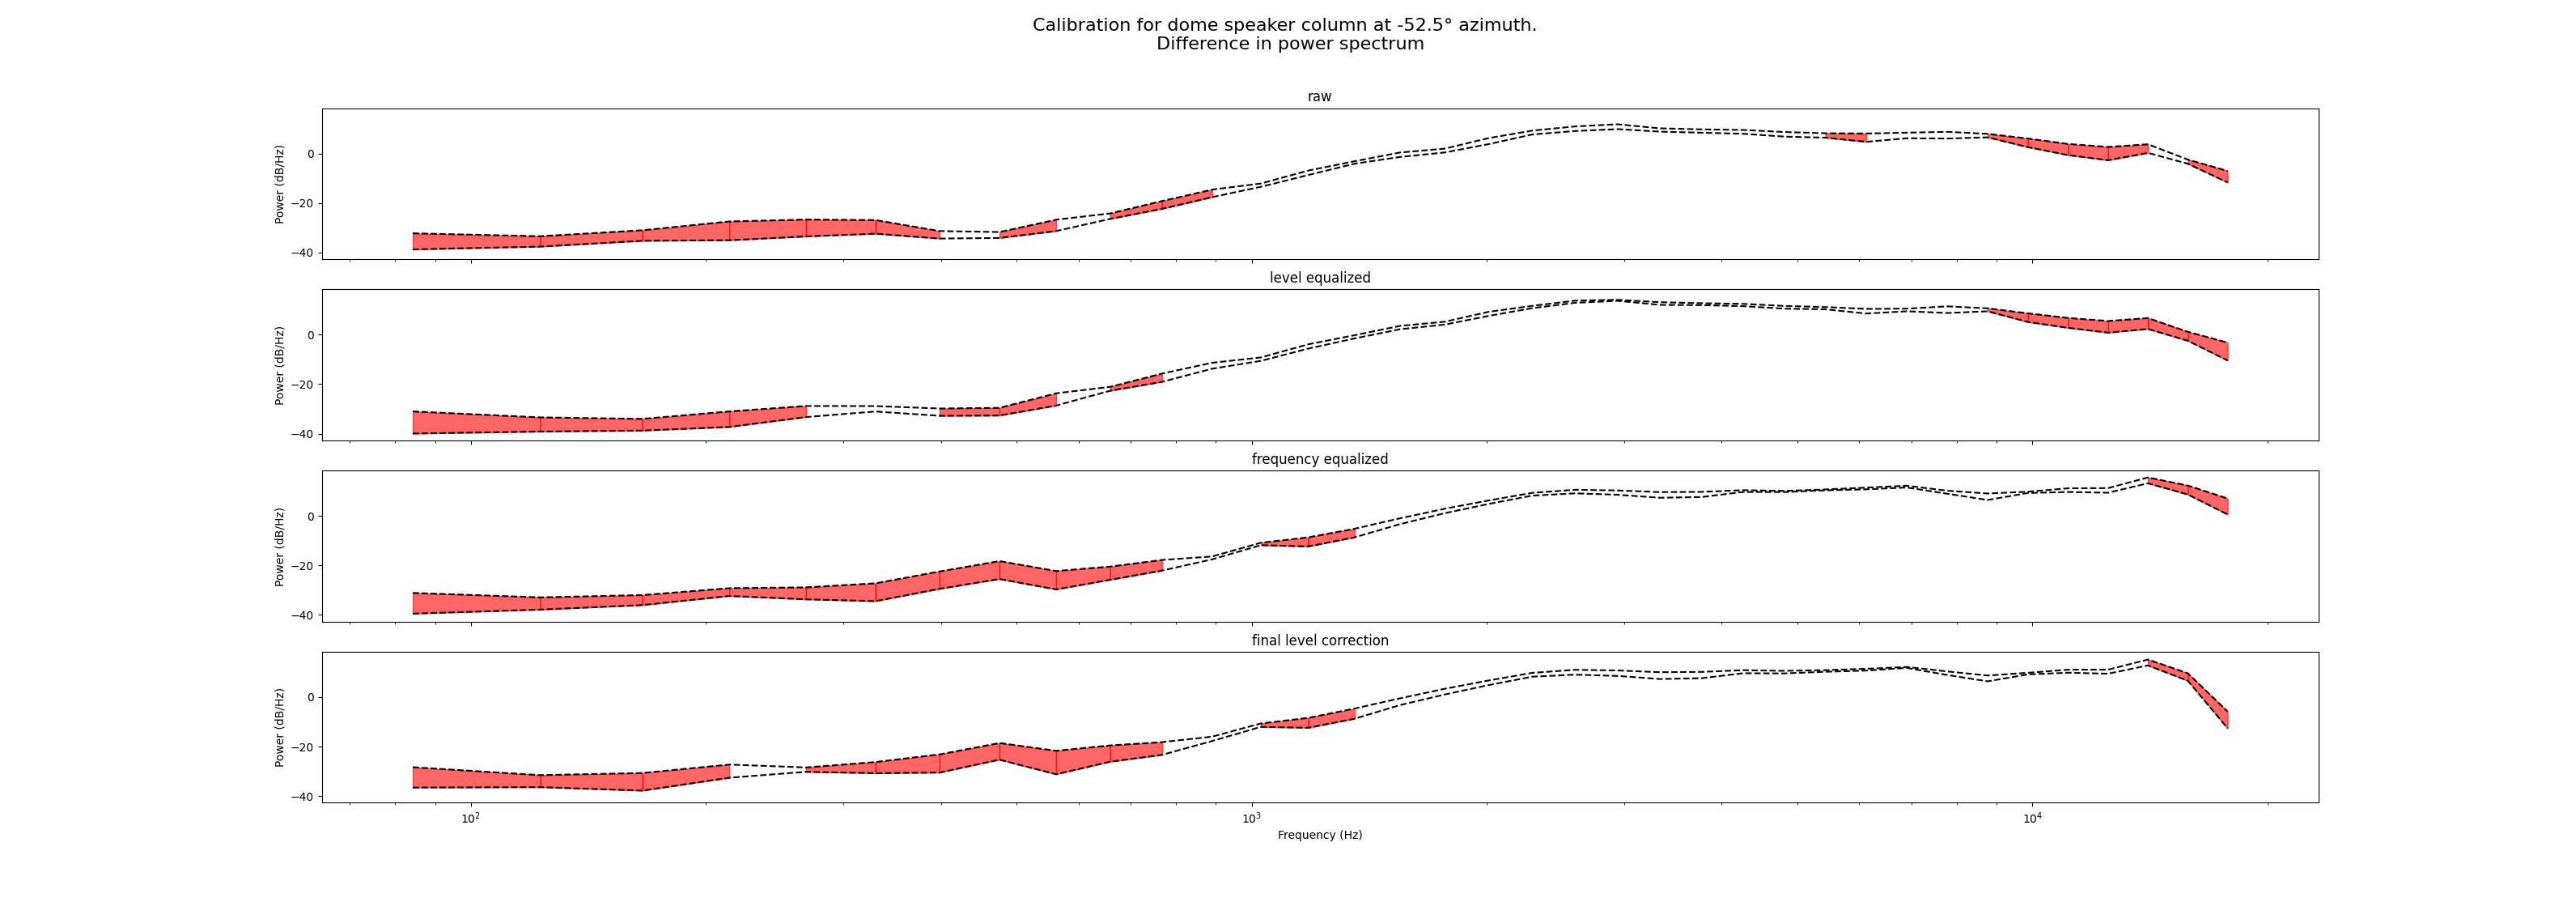 Calibration for dome speaker column at -52.5° azimuth.
Difference in power spectrum
raw
Power (dB/Hz)
0
−20
−40
level equalized
Power (dB/Hz)
0
−20
−40
frequency equalized
Power (dB/Hz)
0
−20
−40
final level correction
Power (dB/Hz)
0
−20
−40
10² 10³ 10⁴
Frequency (Hz)